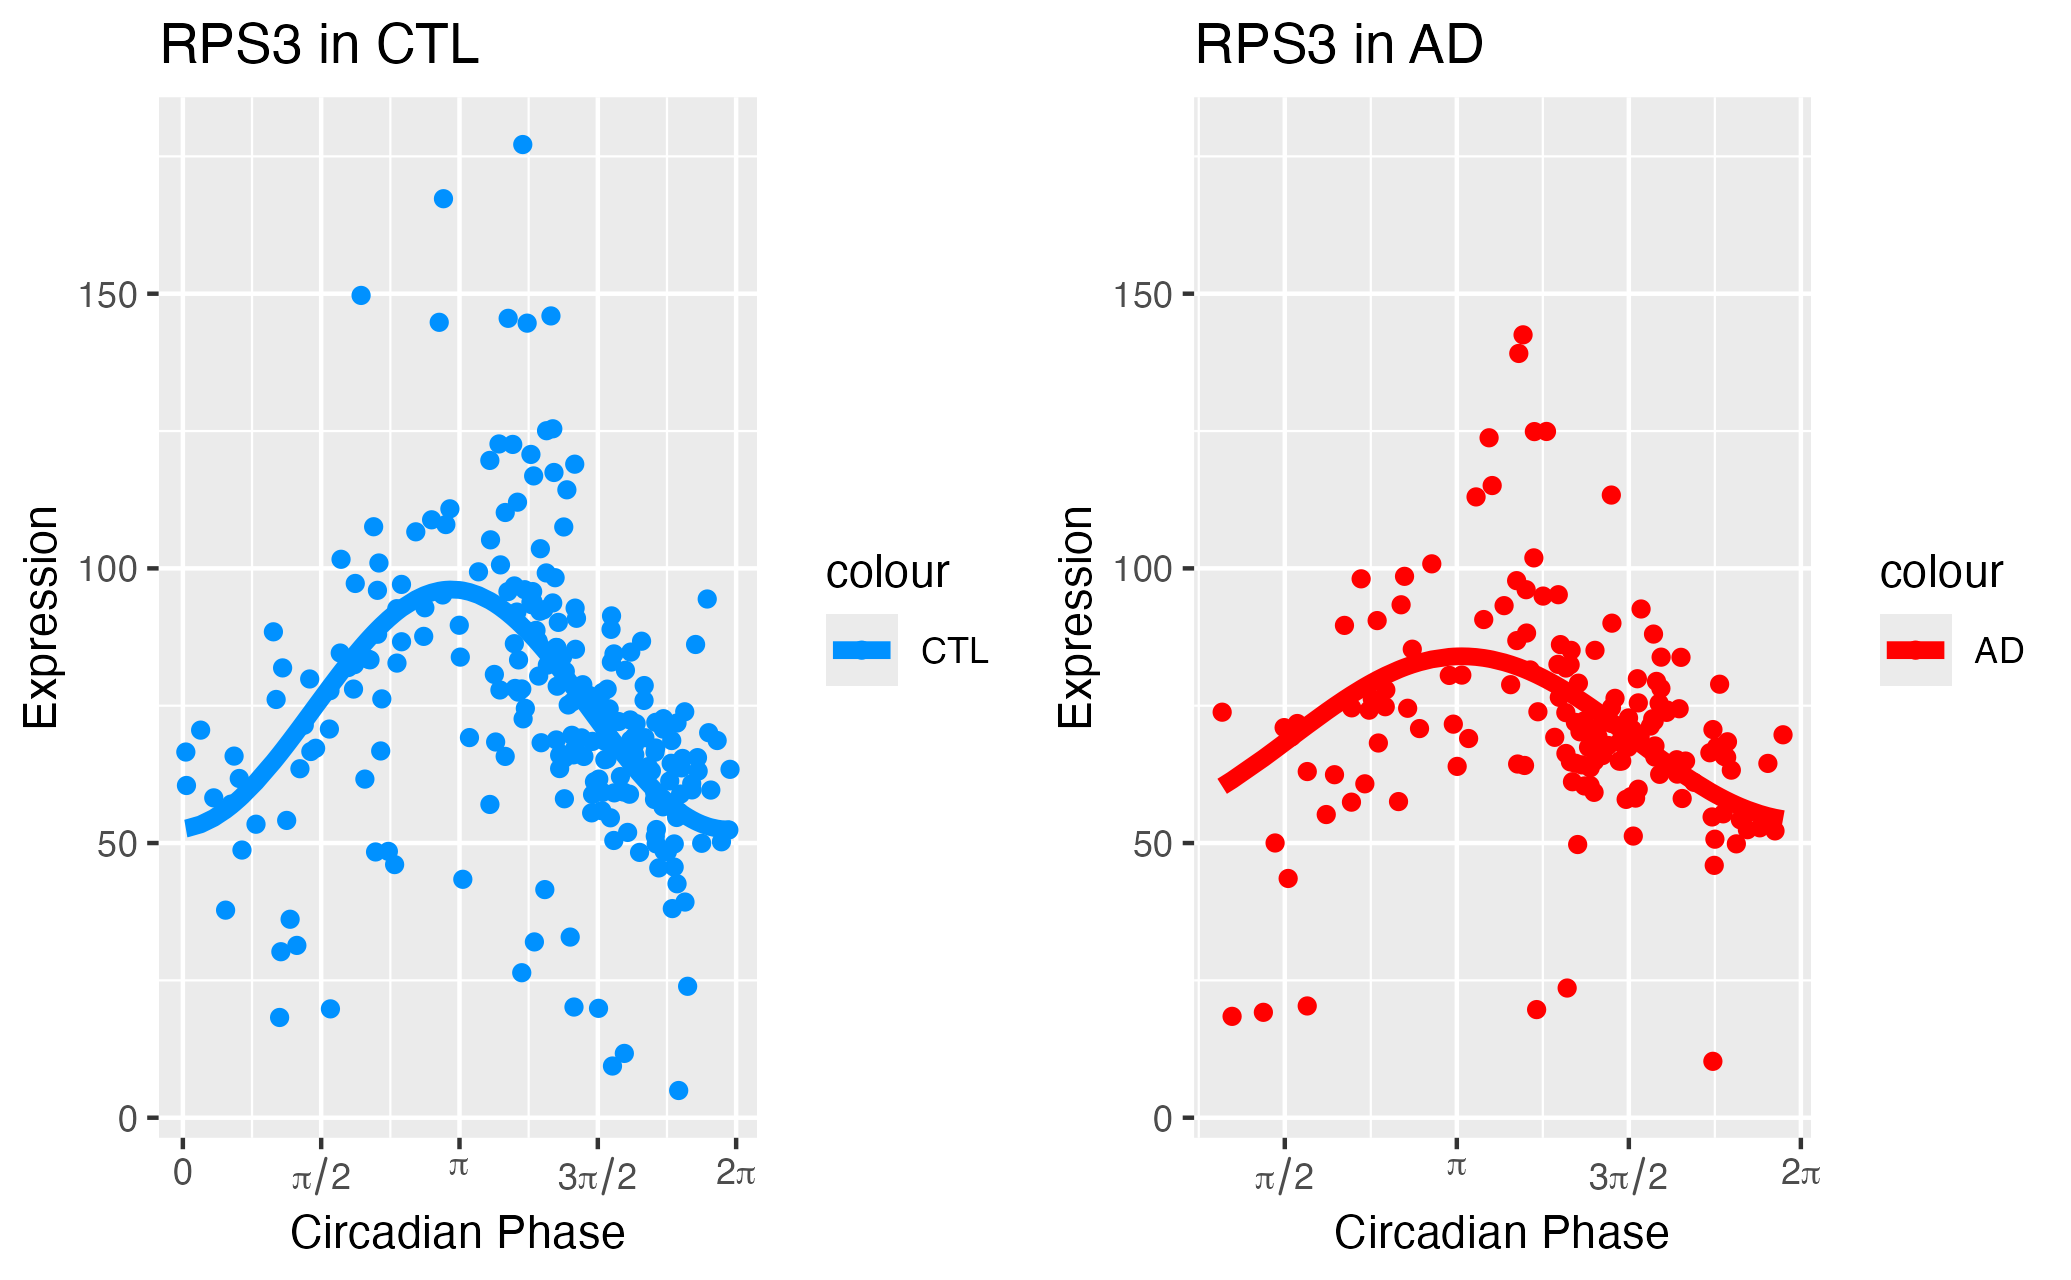 RPS3 in CTL
Expression
150
100
50
0
0
π/2
π
3π/2
2π
Circadian Phase
colour
CTL
RPS3 in AD
Expression
150
100
50
0
π/2
π
3π/2
2π
Circadian Phase
colour
AD